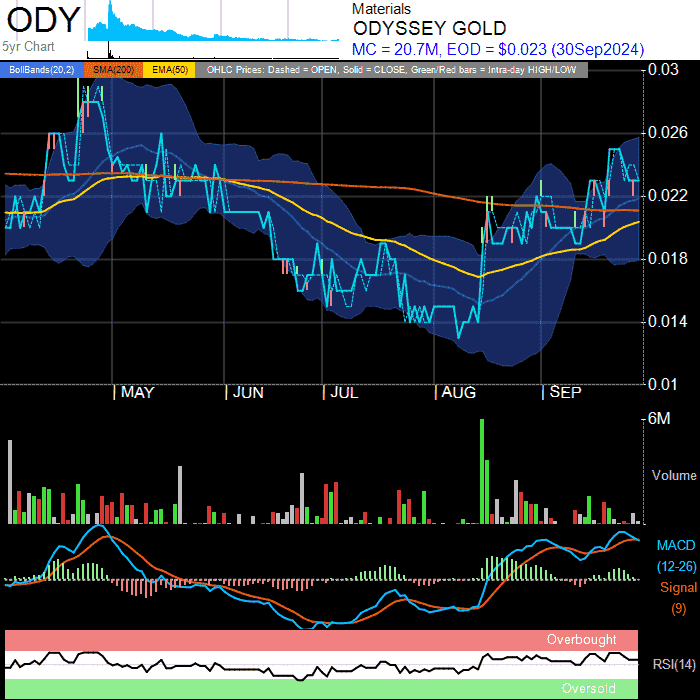 ODY
5yr Chart
Materials
ODYSSEY GOLD
MC = 20.7M, EOD = $0.023 (30Sep2024)
BollBands(20,2) SMA(200) EMA(50) OHLC Prices: Dashed = OPEN, Solid = CLOSE, Green/Red bars = Intra-day HIGH/LOW
0.03
0.026
0.022
0.018
0.014
0.01
MAY JUN JUL AUG SEP
6M
Volume
MACD
(12-26)
Signal
(9)
Overbought
RSI(14)
Oversold